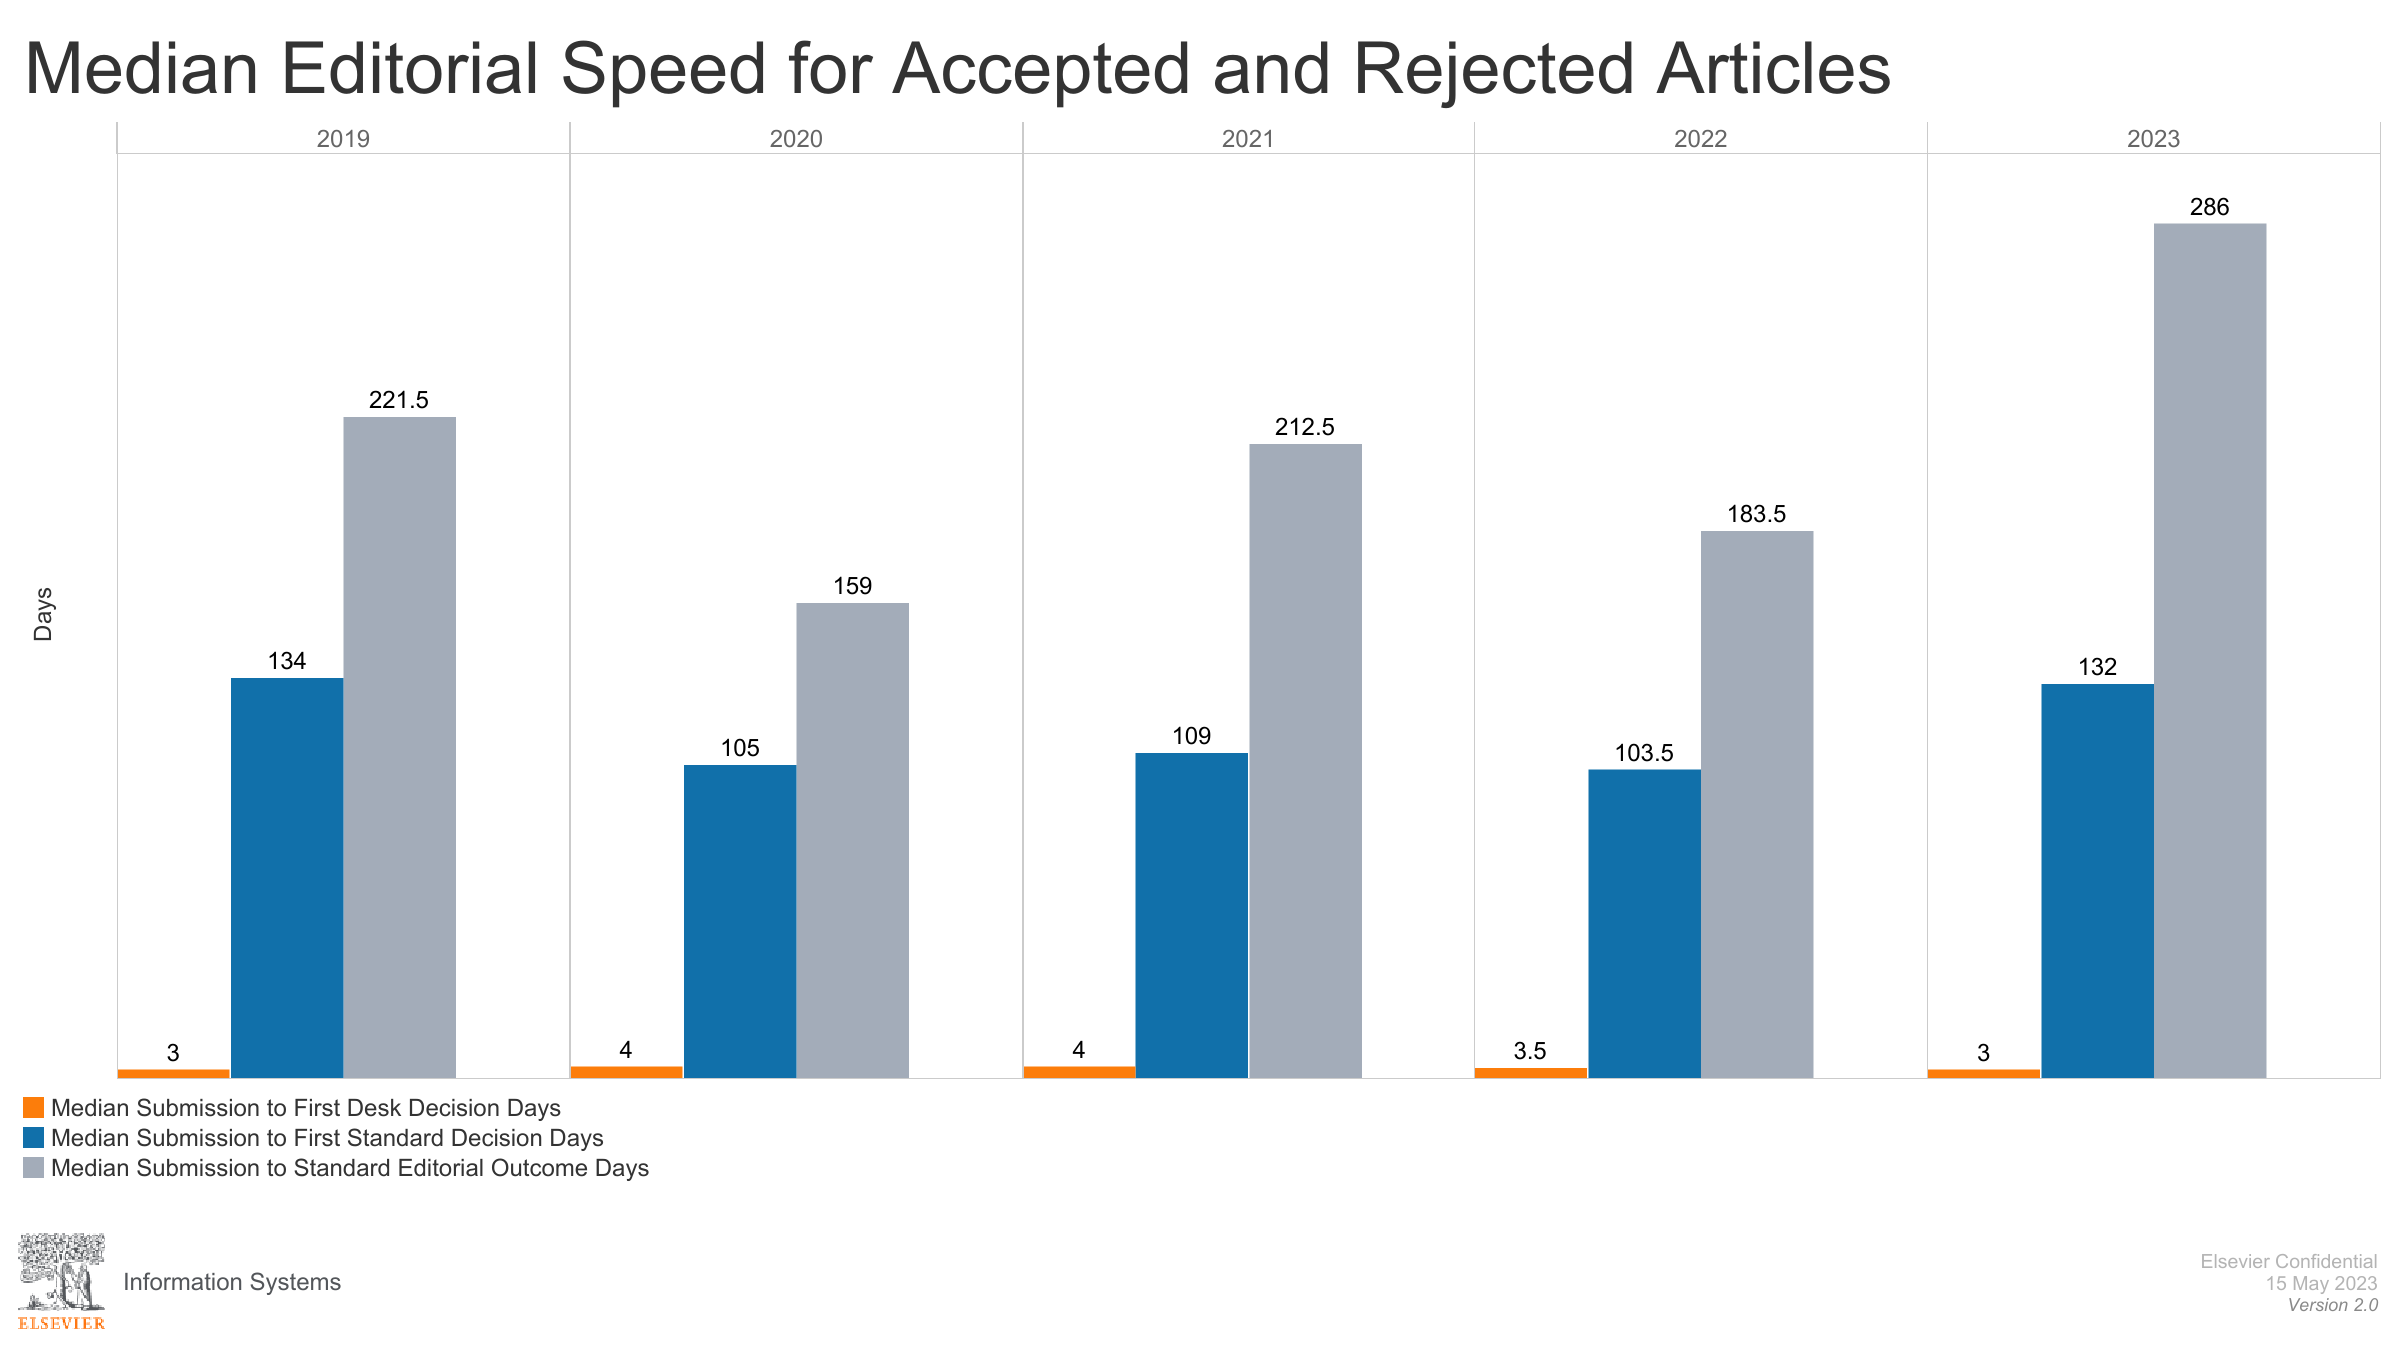 Median Editorial Speed for Accepted and Rejected Articles
2019 2020 2021 2022 2023
286
221.5
212.5
183.5
159
Days
134
132
109
105
103.5
3
4
4
3.5
3
Median Submission to First Desk Decision Days
Median Submission to First Standard Decision Days
Median Submission to Standard Editorial Outcome Days
ELSEVIER
Information Systems
Elsevier Confidential
15 May 2023
Version 2.0